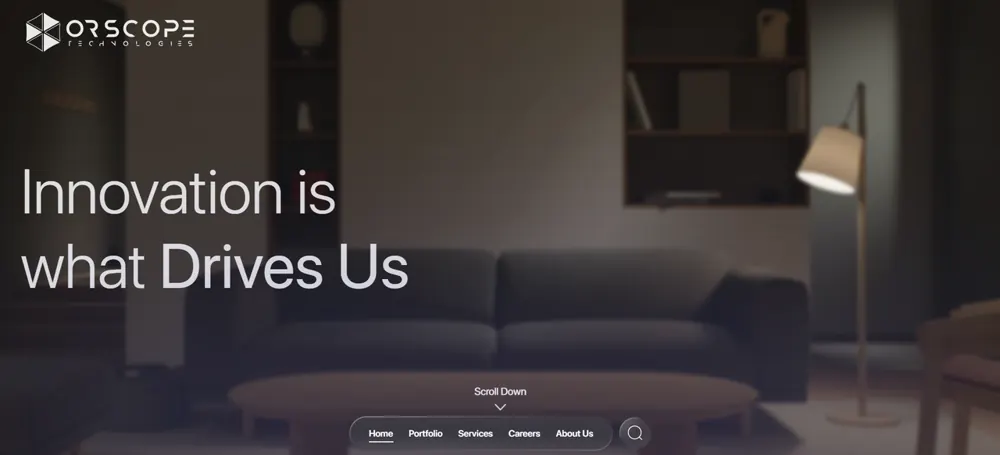 ORSCOPE
TECHNOLOGIES
Innovation is
what Drives Us
Scroll Down
Home Portfolio Services Careers About Us